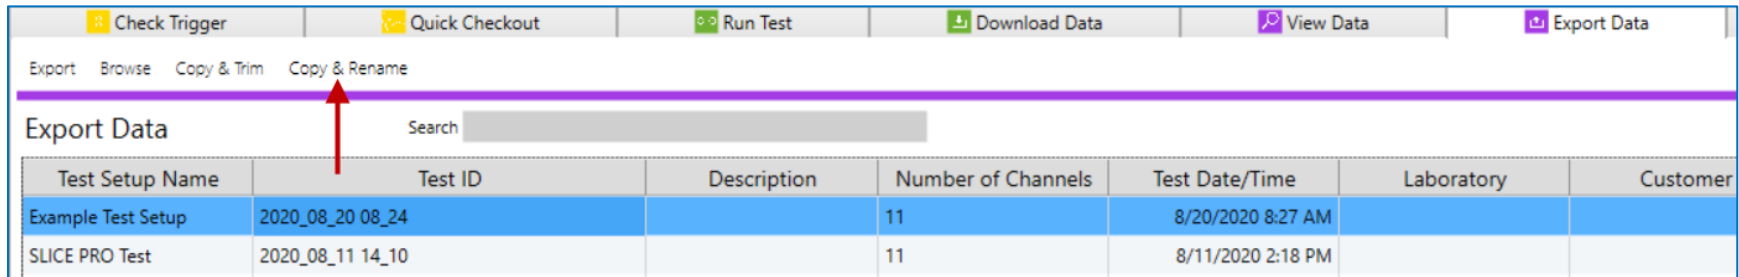 Check Trigger Quick Checkout Run Test Download Data View Data Export Data
Export Browse Copy & Trim Copy & Rename
Export Data Search
Test Setup Name Test ID Description Number of Channels Test Date/Time Laboratory Customer
Example Test Setup 2020_08_20 08_24 11 8/20/2020 8:27 AM
SLICE PRO Test 2020_08_11 14_10 11 8/11/2020 2:18 PM